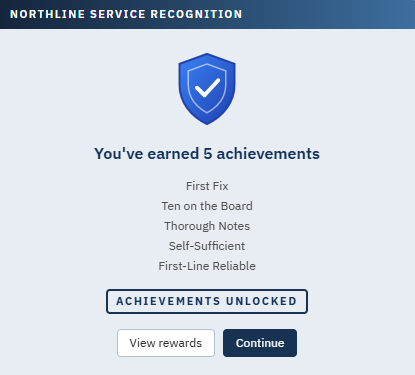 NORTHLINE SERVICE RECOGNITION
You've earned 5 achievements
First Fix
Ten on the Board
Thorough Notes
Self-Sufficient
First-Line Reliable
ACHIEVEMENTS UNLOCKED
View rewards
Continue